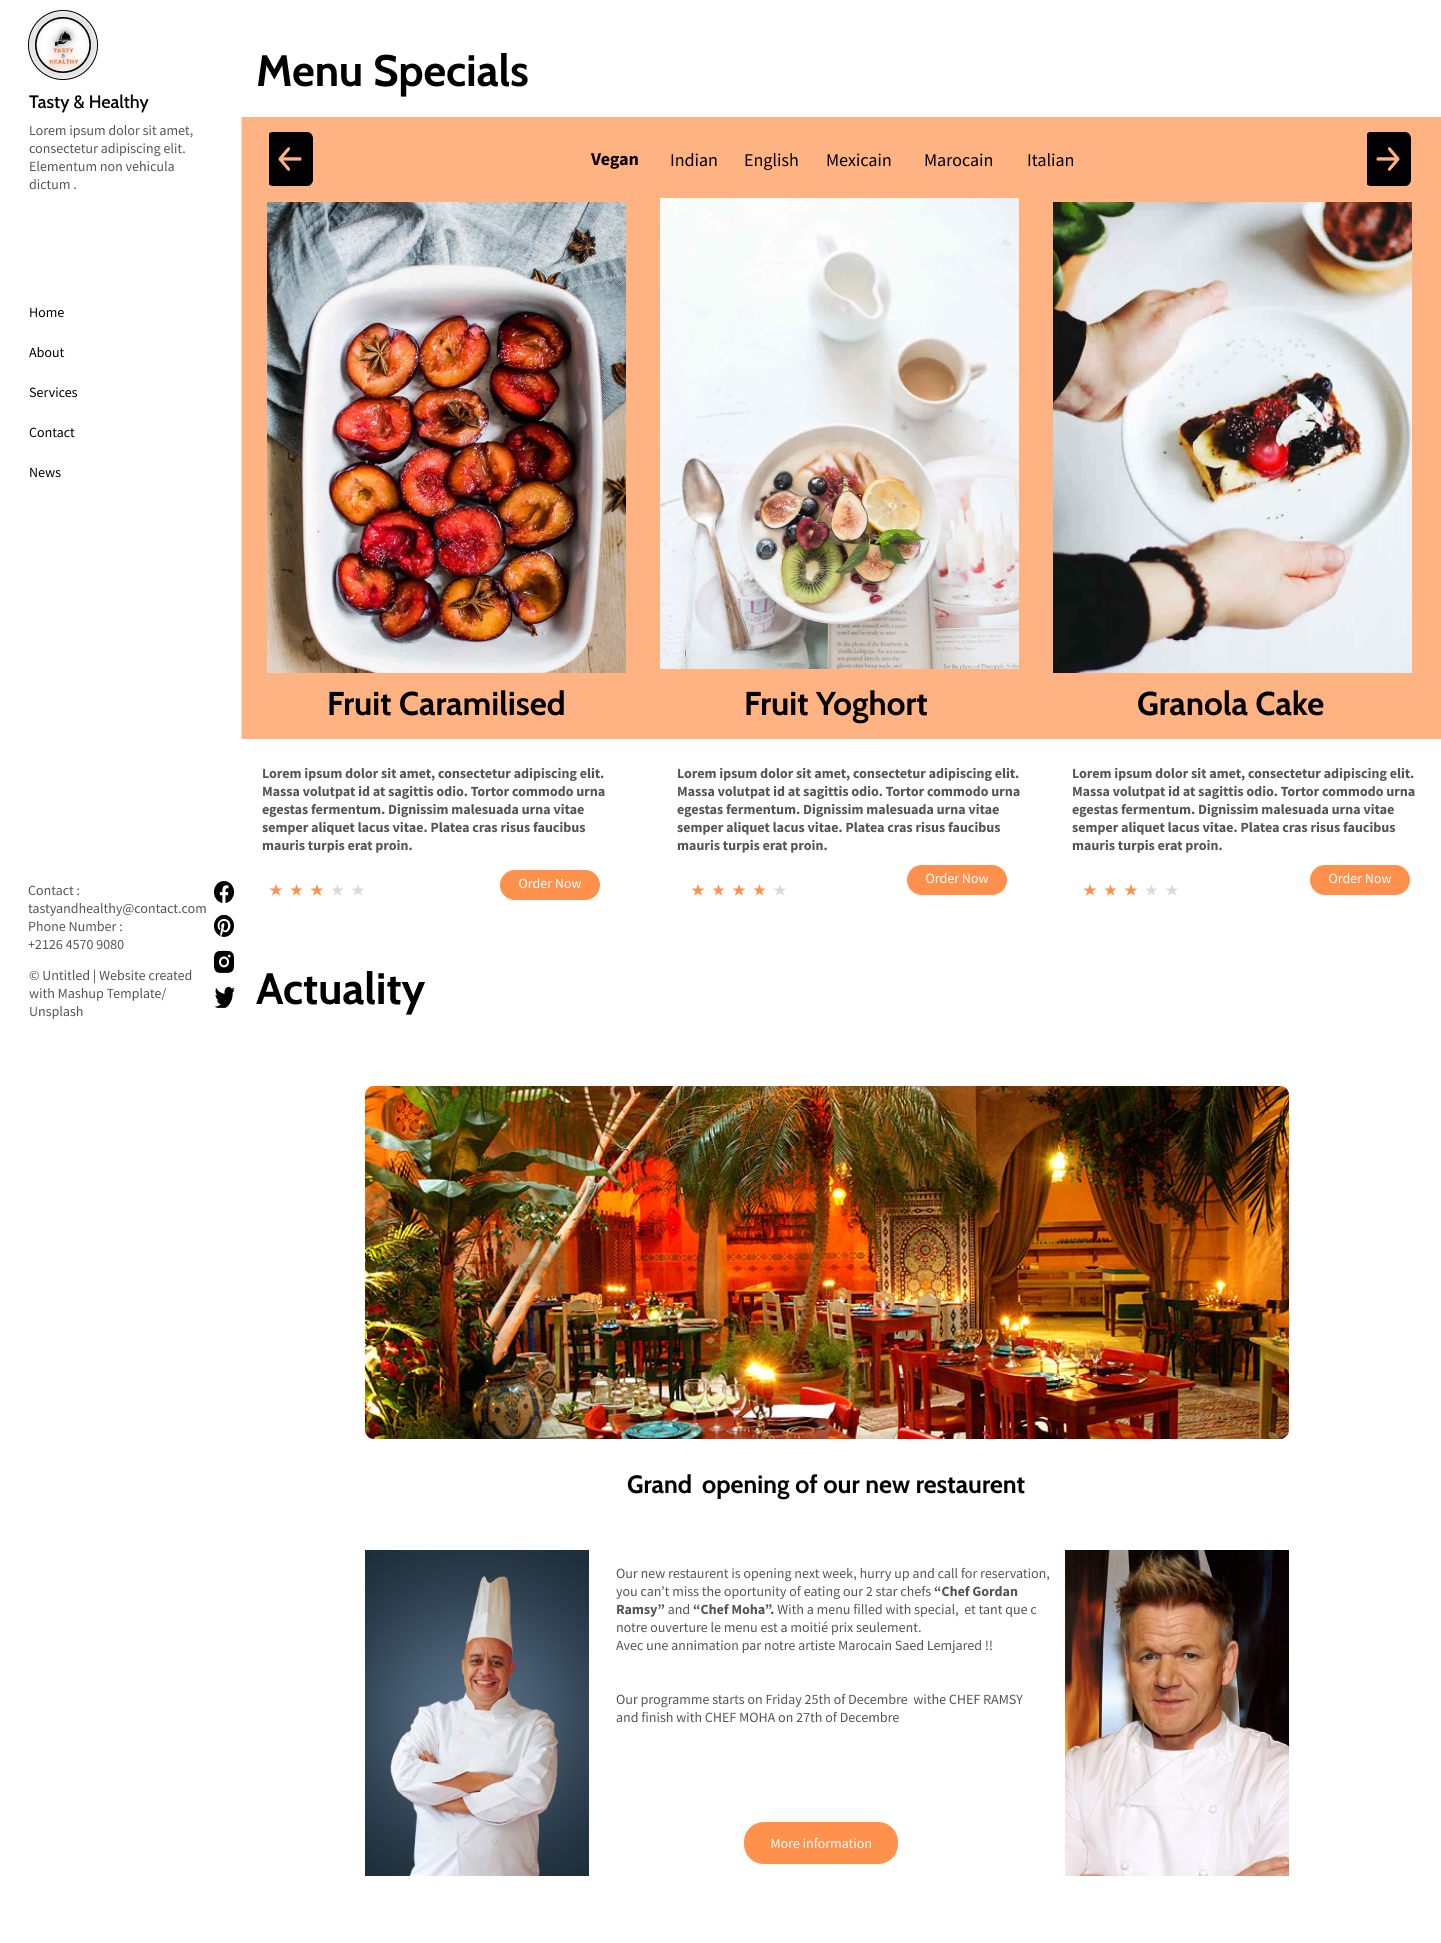 TASTY
&
HEALTHY
Tasty & Healthy
Lorem ipsum dolor sit amet,
consectetur adipiscing elit.
Elementum non vehicula
dictum .
Home
About
Services
Contact
News
Contact :
tastyandhealthy@contact.com
Phone Number :
+2126 4570 9080
© Untitled | Website created
with Mashup Template/
Unsplash
Menu Specials
Vegan Indian English Mexicain Marocain Italian
Fruit Caramilised
Fruit Yoghort
Granola Cake
Lorem ipsum dolor sit amet, consectetur adipiscing elit.
Massa volutpat id at sagittis odio. Tortor commodo urna
egestas fermentum. Dignissim malesuada urna vitae
semper aliquet lacus vitae. Platea cras risus faucibus
mauris turpis erat proin.
Order Now
Lorem ipsum dolor sit amet, consectetur adipiscing elit.
Massa volutpat id at sagittis odio. Tortor commodo urna
egestas fermentum. Dignissim malesuada urna vitae
semper aliquet lacus vitae. Platea cras risus faucibus
mauris turpis erat proin.
Order Now
Lorem ipsum dolor sit amet, consectetur adipiscing elit.
Massa volutpat id at sagittis odio. Tortor commodo urna
egestas fermentum. Dignissim malesuada urna vitae
semper aliquet lacus vitae. Platea cras risus faucibus
mauris turpis erat proin.
Order Now
Actuality
Grand  opening of our new restaurent
Our new restaurent is opening next week, hurry up and call for reservation,
you can’t miss the oportunity of eating our 2 star chefs “Chef Gordan
Ramsy” and “Chef Moha”. With a menu filled with special,  et tant que c
notre ouverture le menu est a moitié prix seulement.
Avec une annimation par notre artiste Marocain Saed Lemjared !!
Our programme starts on Friday 25th of Decembre  withe CHEF RAMSY
and finish with CHEF MOHA on 27th of Decembre
More information